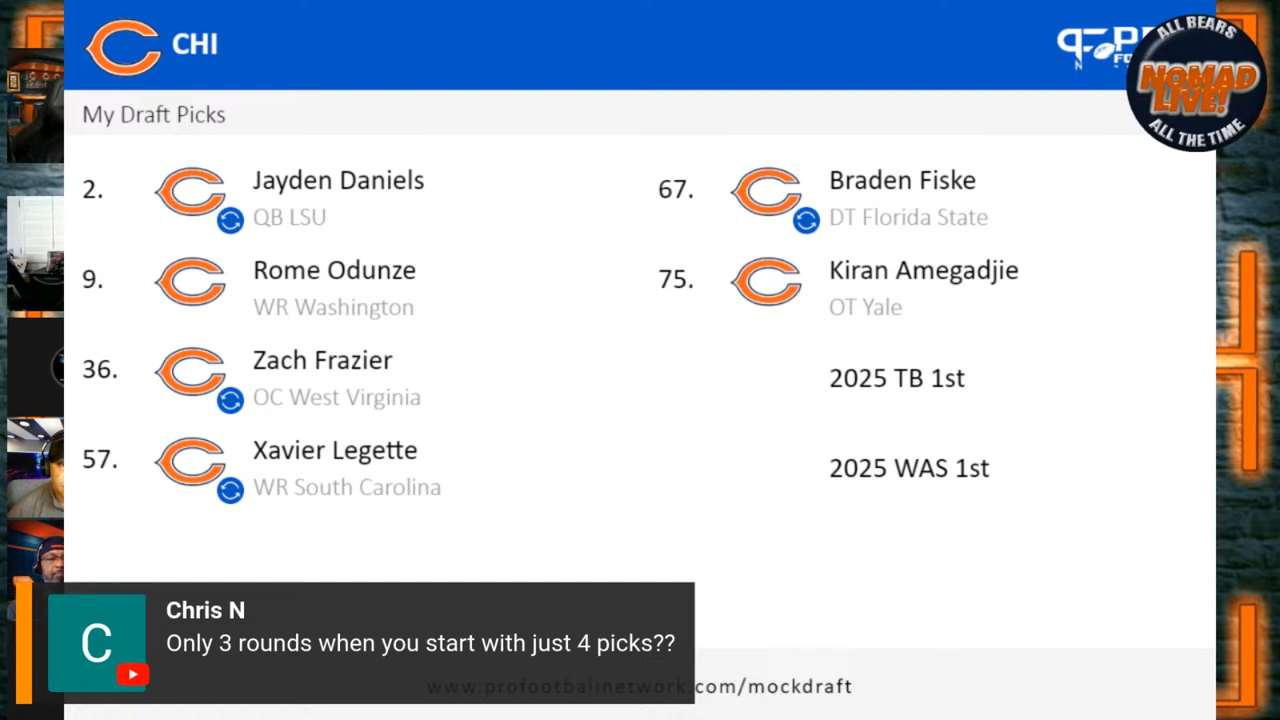 CHI
ALL BEARS
NOMAD
LIVE!
ALL THE TIME
My Draft Picks
2.
Jayden Daniels
QB LSU
9.
Rome Odunze
WR Washington
36.
Zach Frazier
OC West Virginia
57.
Xavier Legette
WR South Carolina
67.
Braden Fiske
DT Florida State
75.
Kiran Amegadjie
OT Yale
2025 TB 1st
2025 WAS 1st
C
Chris N
Only 3 rounds when you start with just 4 picks??
www.profootballnetwork.com/mockdraft